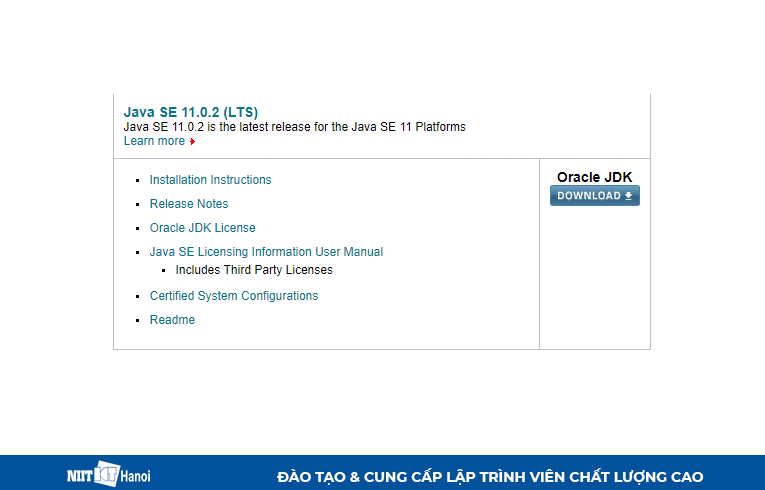 Java SE 11.0.2 (LTS)
Java SE 11.0.2 is the latest release for the Java SE 11 Platforms
Learn more
Installation Instructions
Release Notes
Oracle JDK License
Java SE Licensing Information User Manual
Includes Third Party Licenses
Certified System Configurations
Readme
Oracle JDK
DOWNLOAD
NIIT ICT Hanoi
ĐÀO TẠO & CUNG CẤP LẬP TRÌNH VIÊN CHẤT LƯỢNG CAO